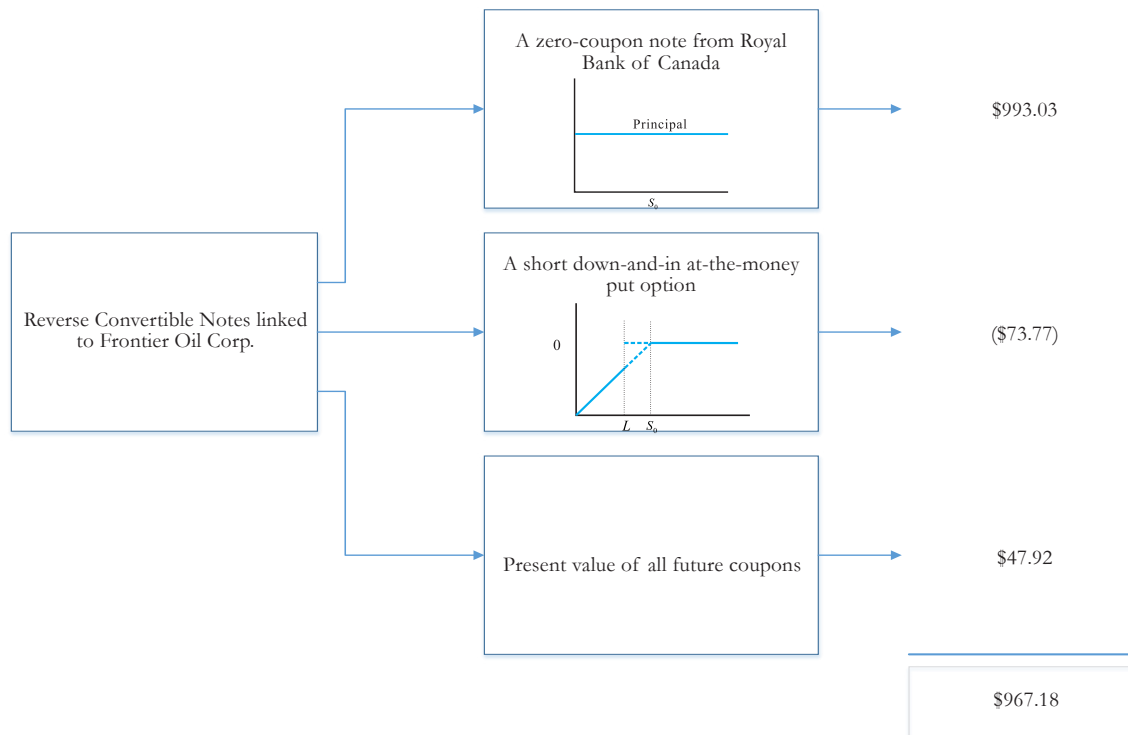 A zero-coupon note from Royal
Bank of Canada
Principal
S₀
$993.03
Reverse Convertible Notes linked
to Frontier Oil Corp.
A short down-and-in at-the-money
put option
0
L S₀
($73.77)
Present value of all future coupons
$47.92
$967.18